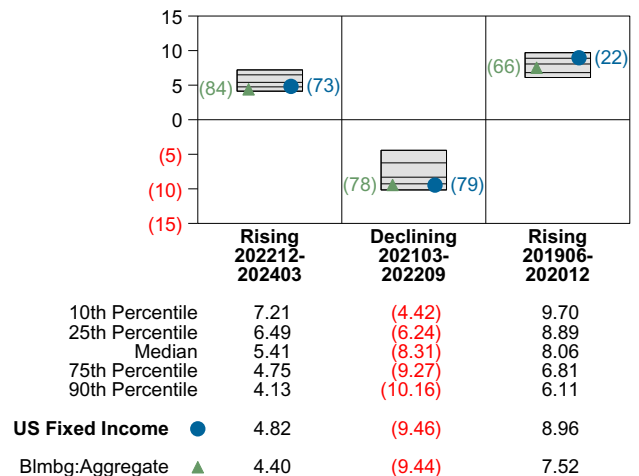 15
10
5
0
(5)
(10)
(15)
(84) (73)
(78) (79)
(66) (22)
Rising Declining Rising
202212- 202103- 201906-
202403 202209 202012
10th Percentile 7.21 (4.42) 9.70
25th Percentile 6.49 (6.24) 8.89
Median 5.41 (8.31) 8.06
75th Percentile 4.75 (9.27) 6.81
90th Percentile 4.13 (10.16) 6.11
US Fixed Income 4.82 (9.46) 8.96
Blmbg:Aggregate 4.40 (9.44) 7.52